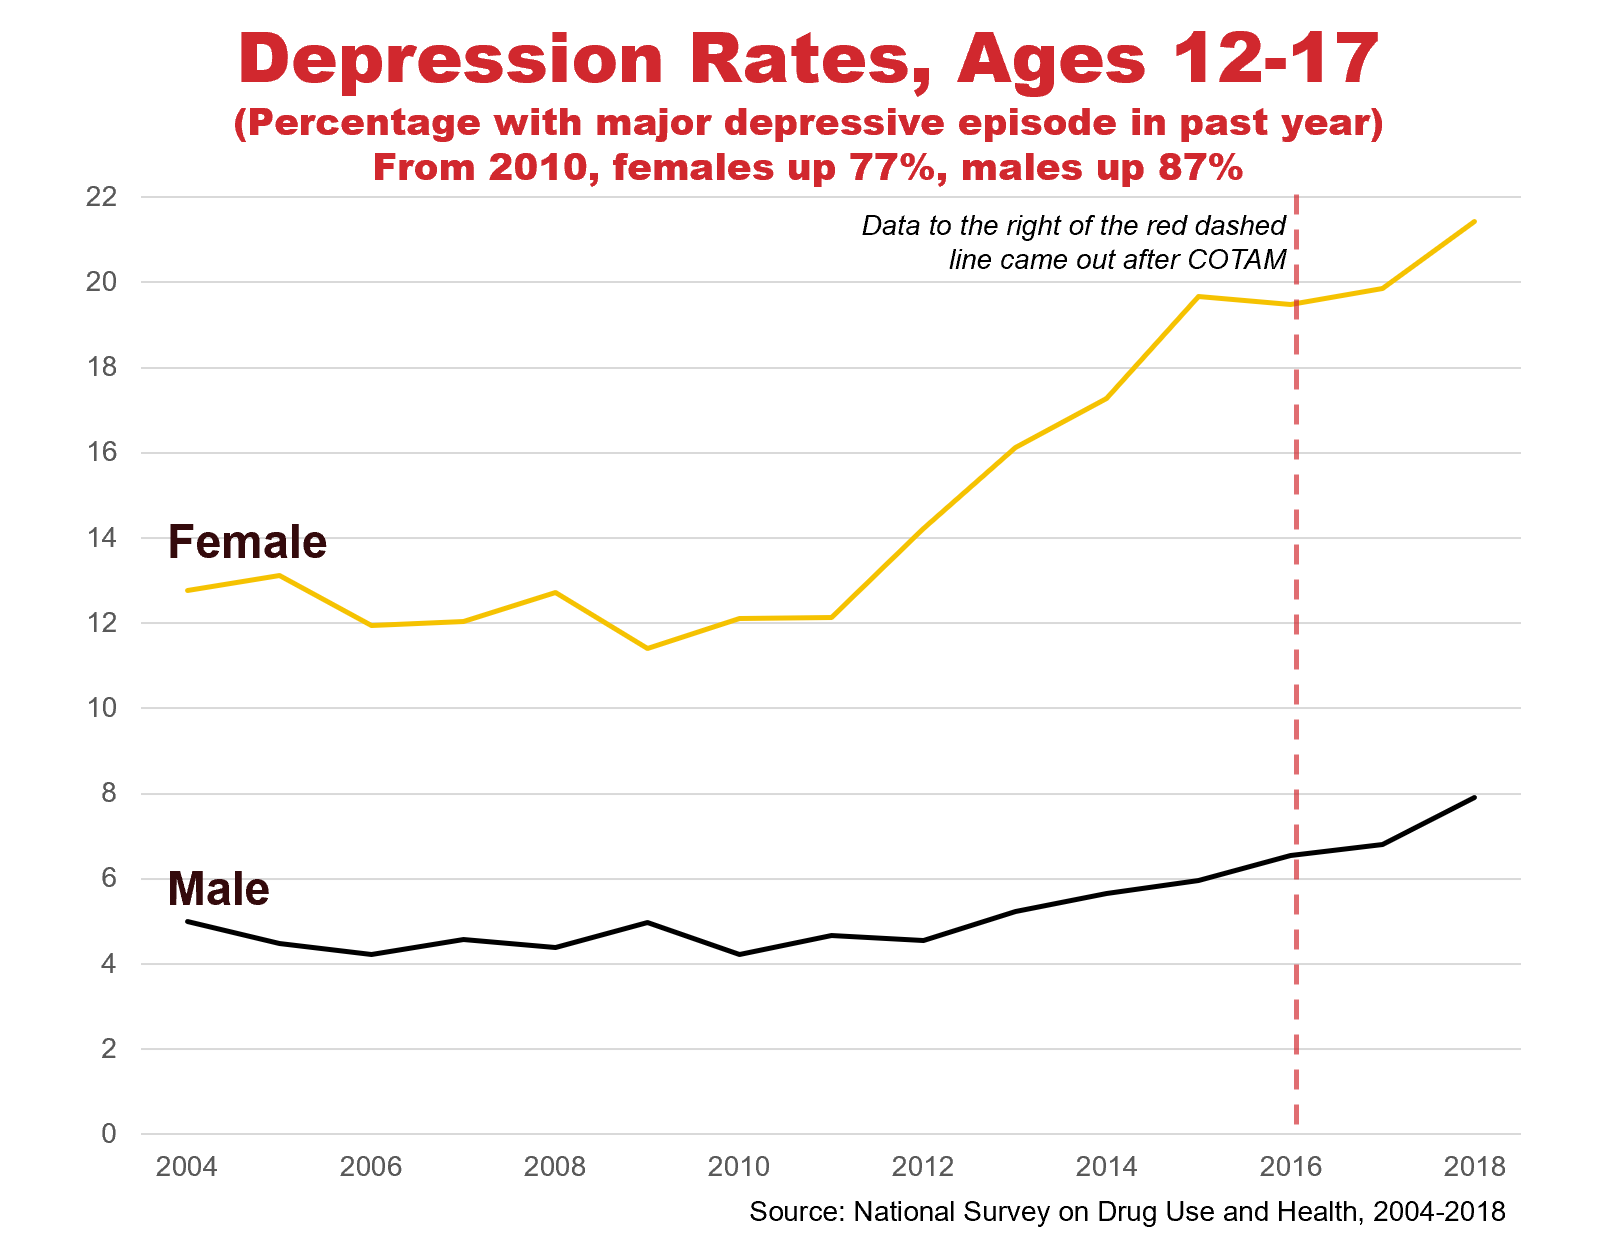 Depression Rates, Ages 12-17
(Percentage with major depressive episode in past year)
From 2010, females up 77%, males up 87%
22
Data to the right of the red dashed
line came out after COTAM
20
18
16
14
Female
12
10
8
6
Male
4
2
0
2004 2006 2008 2010 2012 2014 2016 2018
Source: National Survey on Drug Use and Health, 2004-2018